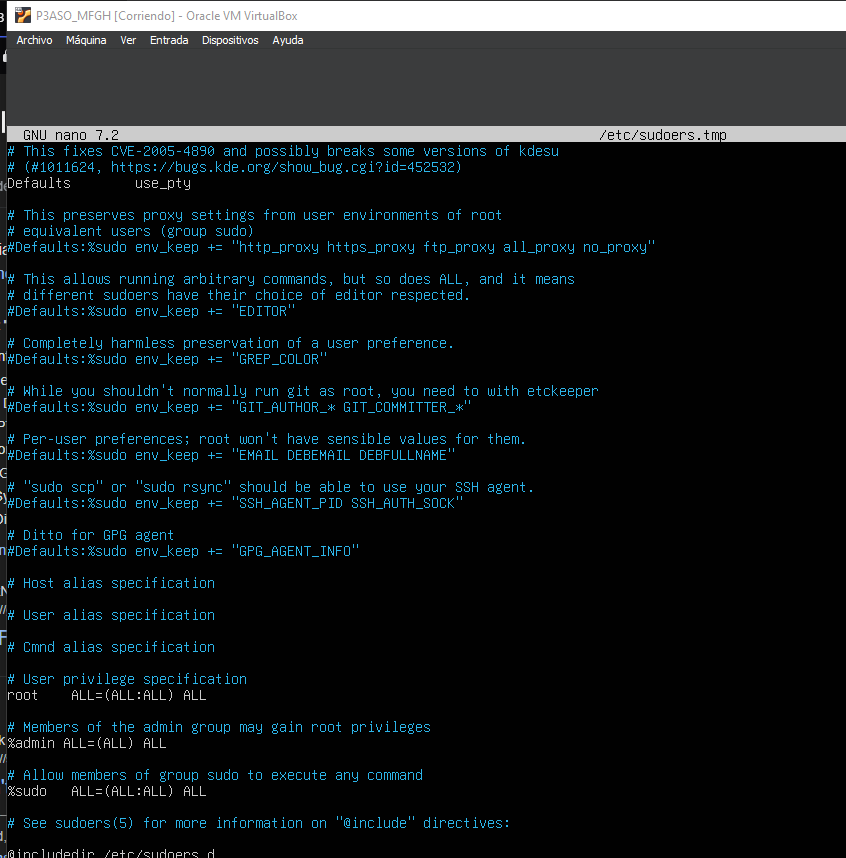 P3ASO_MFGH [Corriendo] - Oracle VM VirtualBox
Archivo Máquina Ver Entrada Dispositivos Ayuda
GNU nano 7.2 /etc/sudoers.tmp
# This fixes CVE-2005-4890 and possibly breaks some versions of kdesu
# (#1011624, https://bugs.kde.org/show_bug.cgi?id=452532)
Defaults use_pty
# This preserves proxy settings from user environments of root
# equivalent users (group sudo)
#Defaults:%sudo env_keep += "http_proxy https_proxy ftp_proxy all_proxy no_proxy"
# This allows running arbitrary commands, but so does ALL, and it means
# different sudoers have their choice of editor respected.
#Defaults:%sudo env_keep += "EDITOR"
# Completely harmless preservation of a user preference.
#Defaults:%sudo env_keep += "GREP_COLOR"
# While you shouldn't normally run git as root, you need to with etckeeper
#Defaults:%sudo env_keep += "GIT_AUTHOR_* GIT_COMMITTER_*"
# Per-user preferences; root won't have sensible values for them.
#Defaults:%sudo env_keep += "EMAIL DEBEMAIL DEBFULLNAME"
# "sudo scp" or "sudo rsync" should be able to use your SSH agent.
#Defaults:%sudo env_keep += "SSH_AGENT_PID SSH_AUTH_SOCK"
# Ditto for GPG agent
#Defaults:%sudo env_keep += "GPG_AGENT_INFO"
# Host alias specification
# User alias specification
# Cmnd alias specification
# User privilege specification
root ALL=(ALL:ALL) ALL
# Members of the admin group may gain root privileges
%admin ALL=(ALL) ALL
# Allow members of group sudo to execute any command
%sudo ALL=(ALL:ALL) ALL
# See sudoers(5) for more information on "@include" directives:
@includedir /etc/sudoers.d